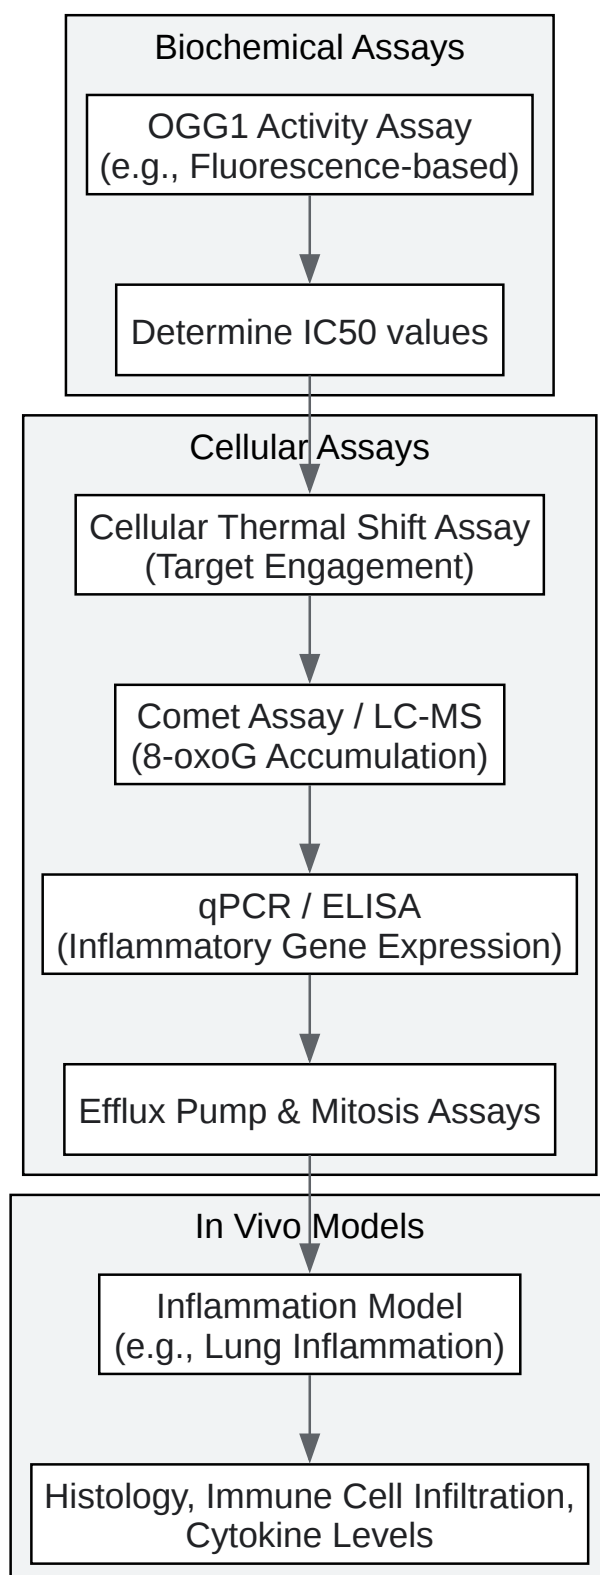 Biochemical Assays
OGG1 Activity Assay
(e.g., Fluorescence-based)
Determine IC50 values
Cellular Assays
Cellular Thermal Shift Assay
(Target Engagement)
Comet Assay / LC-MS
(8-oxoG Accumulation)
qPCR / ELISA
(Inflammatory Gene Expression)
Efflux Pump & Mitosis Assays
In Vivo Models
Inflammation Model
(e.g., Lung Inflammation)
Histology, Immune Cell Infiltration,
Cytokine Levels